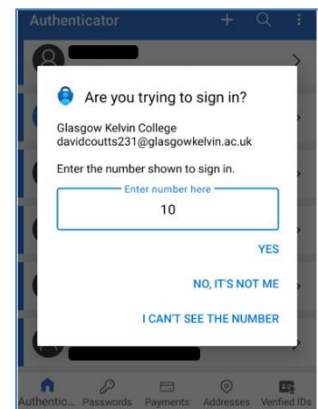 Authenticator
Are you trying to sign in?
Glasgow Kelvin College
davidcoutts231@glasgowkelvin.ac.uk
Enter the number shown to sign in.
Enter number here
10
YES
NO, IT'S NOT ME
I CAN'T SEE THE NUMBER
Authentic... Passwords Payments Addresses Verified IDs